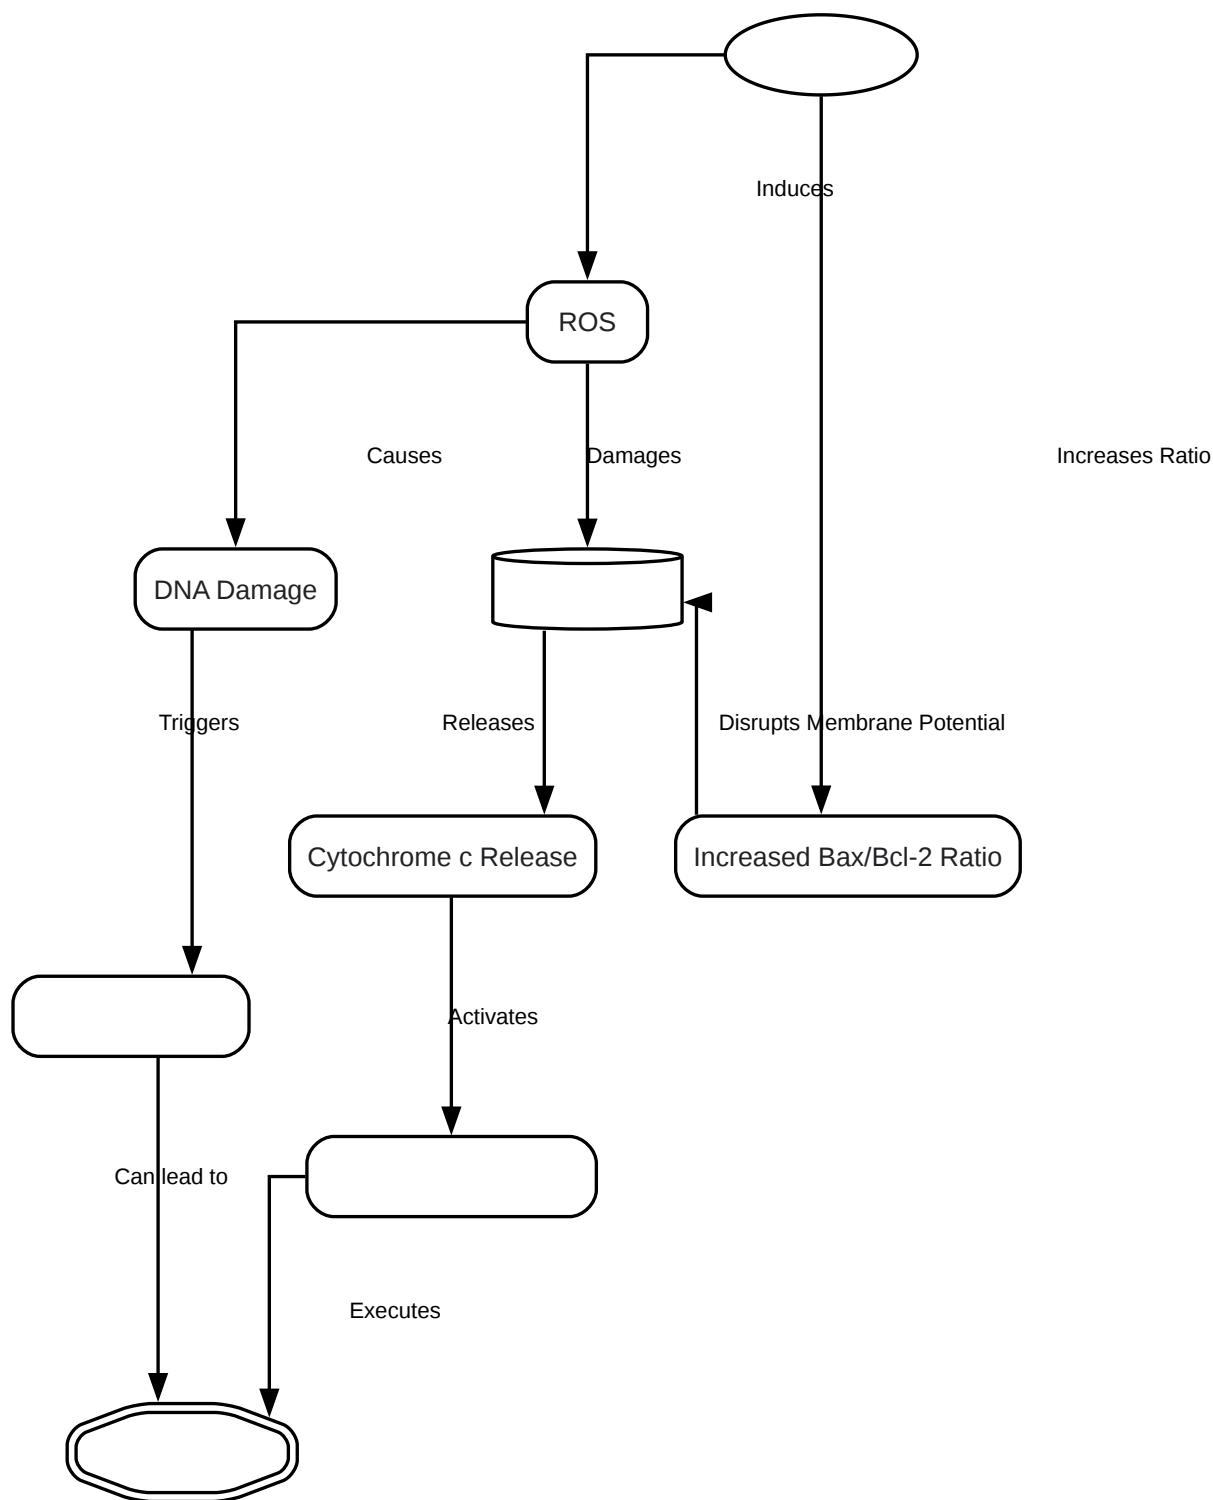 Induces
ROS
Causes
Damages
Increases Ratio
DNA Damage
Triggers
Releases
Disrupts Membrane Potential
Cytochrome c Release
Increased Bax/Bcl-2 Ratio
Activates
Can lead to
Executes